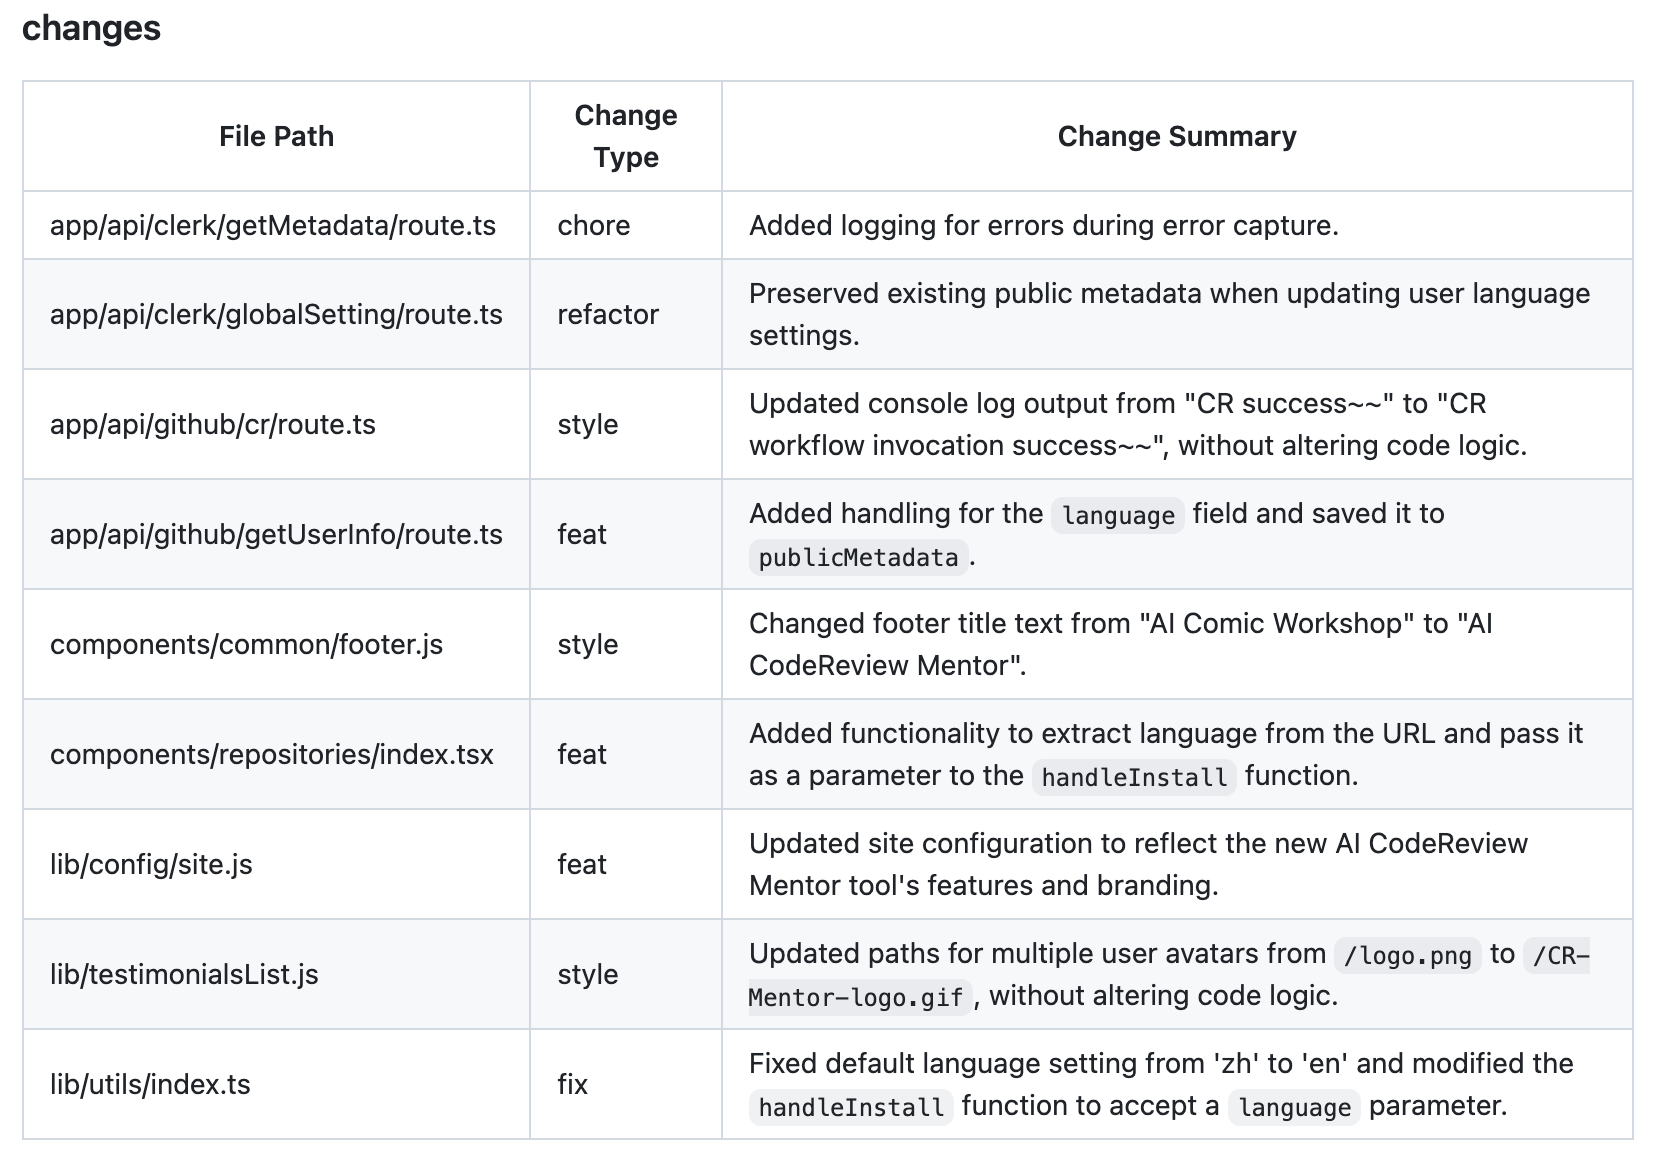 changes
File Path
Change
Type
Change Summary
app/api/clerk/getMetadata/route.ts
chore
Added logging for errors during error capture.
app/api/clerk/globalSetting/route.ts
refactor
Preserved existing public metadata when updating user language
settings.
app/api/github/cr/route.ts
style
Updated console log output from "CR success~~" to "CR
workflow invocation success~~", without altering code logic.
app/api/github/getUserInfo/route.ts
feat
Added handling for the language field and saved it to
publicMetadata.
components/common/footer.js
style
Changed footer title text from "AI Comic Workshop" to "AI
CodeReview Mentor".
components/repositories/index.tsx
feat
Added functionality to extract language from the URL and pass it
as a parameter to the handleInstall function.
lib/config/site.js
feat
Updated site configuration to reflect the new AI CodeReview
Mentor tool's features and branding.
lib/testimonialsList.js
style
Updated paths for multiple user avatars from /logo.png to /CR-
Mentor-logo.gif, without altering code logic.
lib/utils/index.ts
fix
Fixed default language setting from 'zh' to 'en' and modified the
handleInstall function to accept a language parameter.